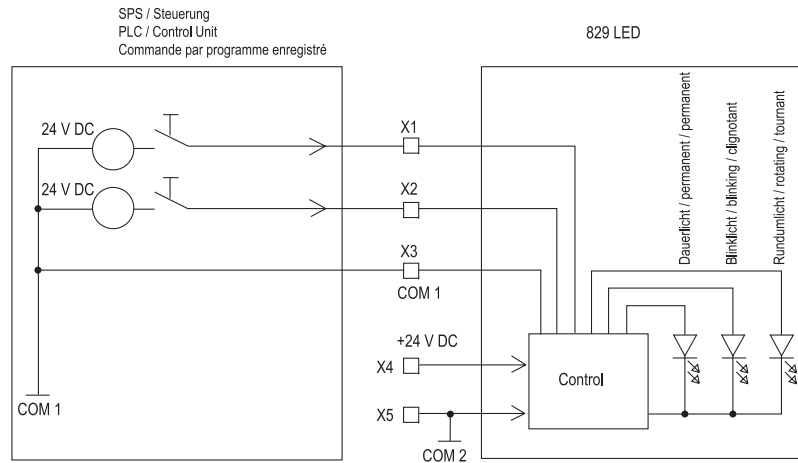 SPS / Steuerung
PLC / Control Unit
Commande par programme enregistré
829 LED
24 V DC
X1
24 V DC
X2
X3
COM 1
Dauerlicht / permanent / permanent
Blinklicht / blinking / clignotant
Rundumlicht / rotating / tournant
+24 V DC
X4
Control
COM 1
X5
COM 2